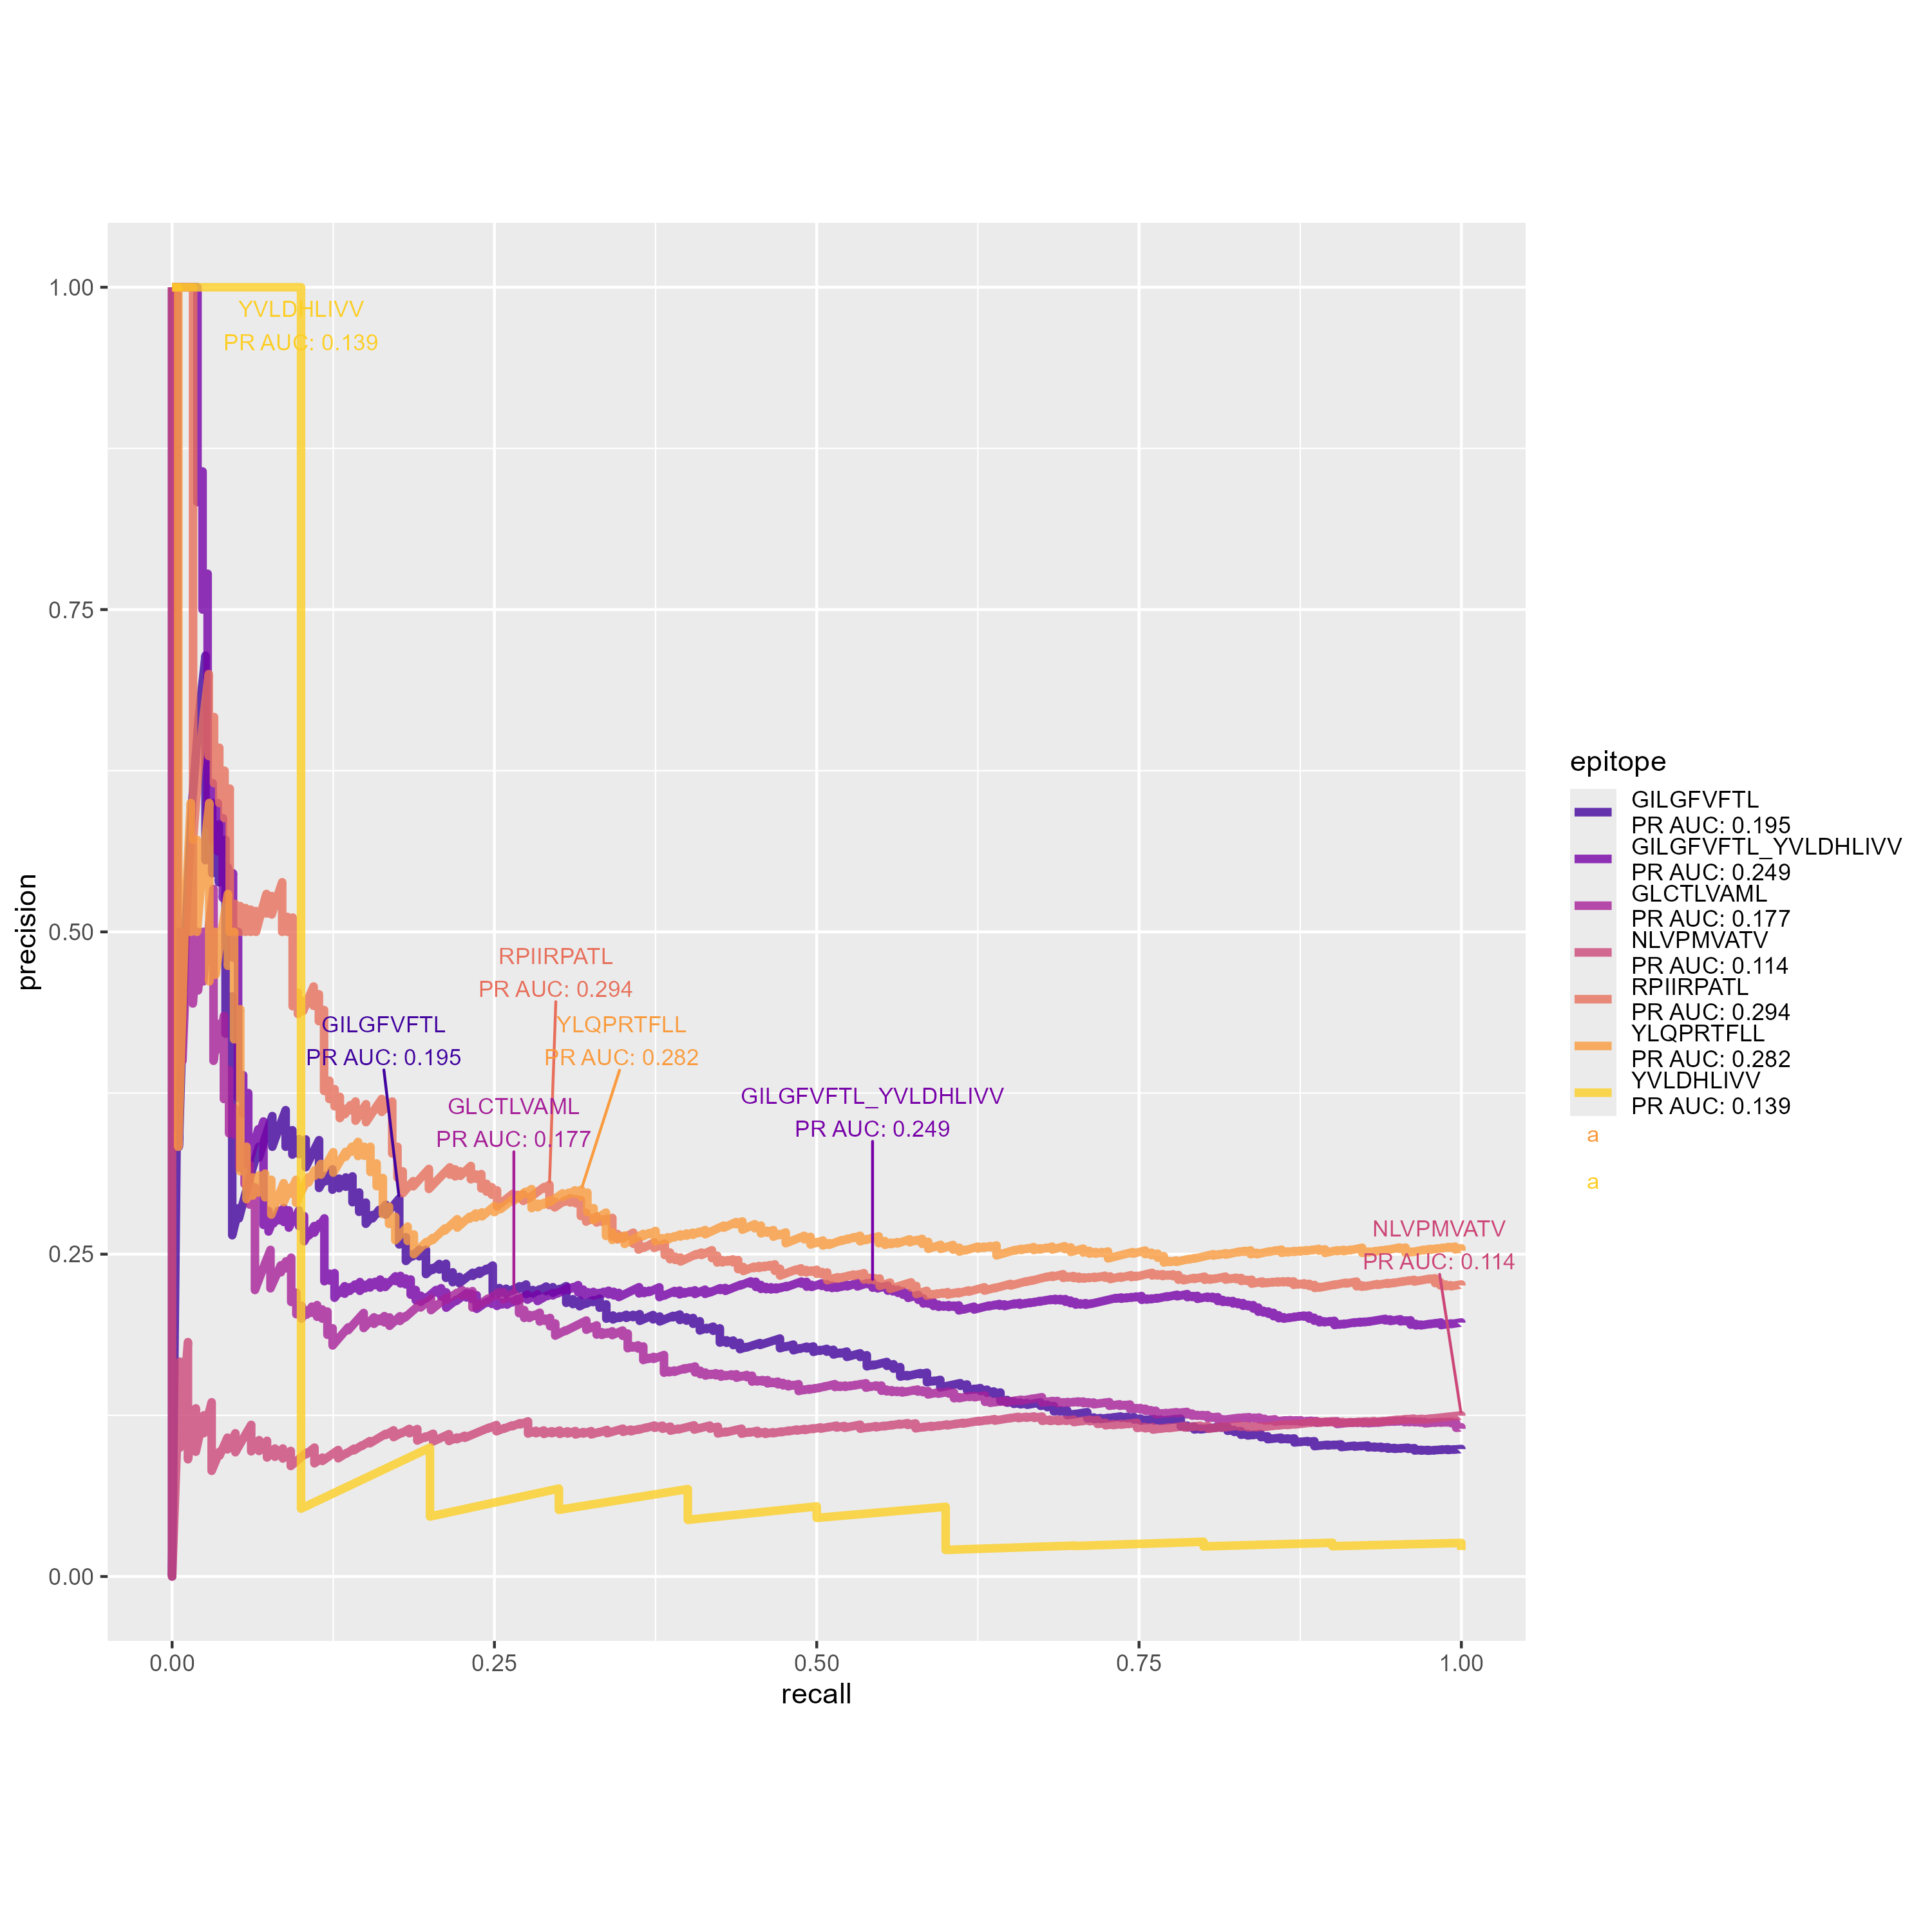 1.00
0.75
0.50
0.25
0.00
precision
YVLDHLIVV
PR AUC: 0.139
RPIIRPATL
PR AUC: 0.294
GILGFVFTL
PR AUC: 0.195
YLQPRTFLL
PR AUC: 0.282
GLCTLVAML
PR AUC: 0.177
GILGFVFTL_YVLDHLIVV
PR AUC: 0.249
NLVPMVATV
PR AUC: 0.114
0.00 0.25 0.50 0.75 1.00
recall
epitope
GILGFVFTL
PR AUC: 0.195
GILGFVFTL_YVLDHLIVV
PR AUC: 0.249
GLCTLVAML
PR AUC: 0.177
NLVPMVATV
PR AUC: 0.114
RPIIRPATL
PR AUC: 0.294
YLQPRTFLL
PR AUC: 0.282
YVLDHLIVV
PR AUC: 0.139
a
a